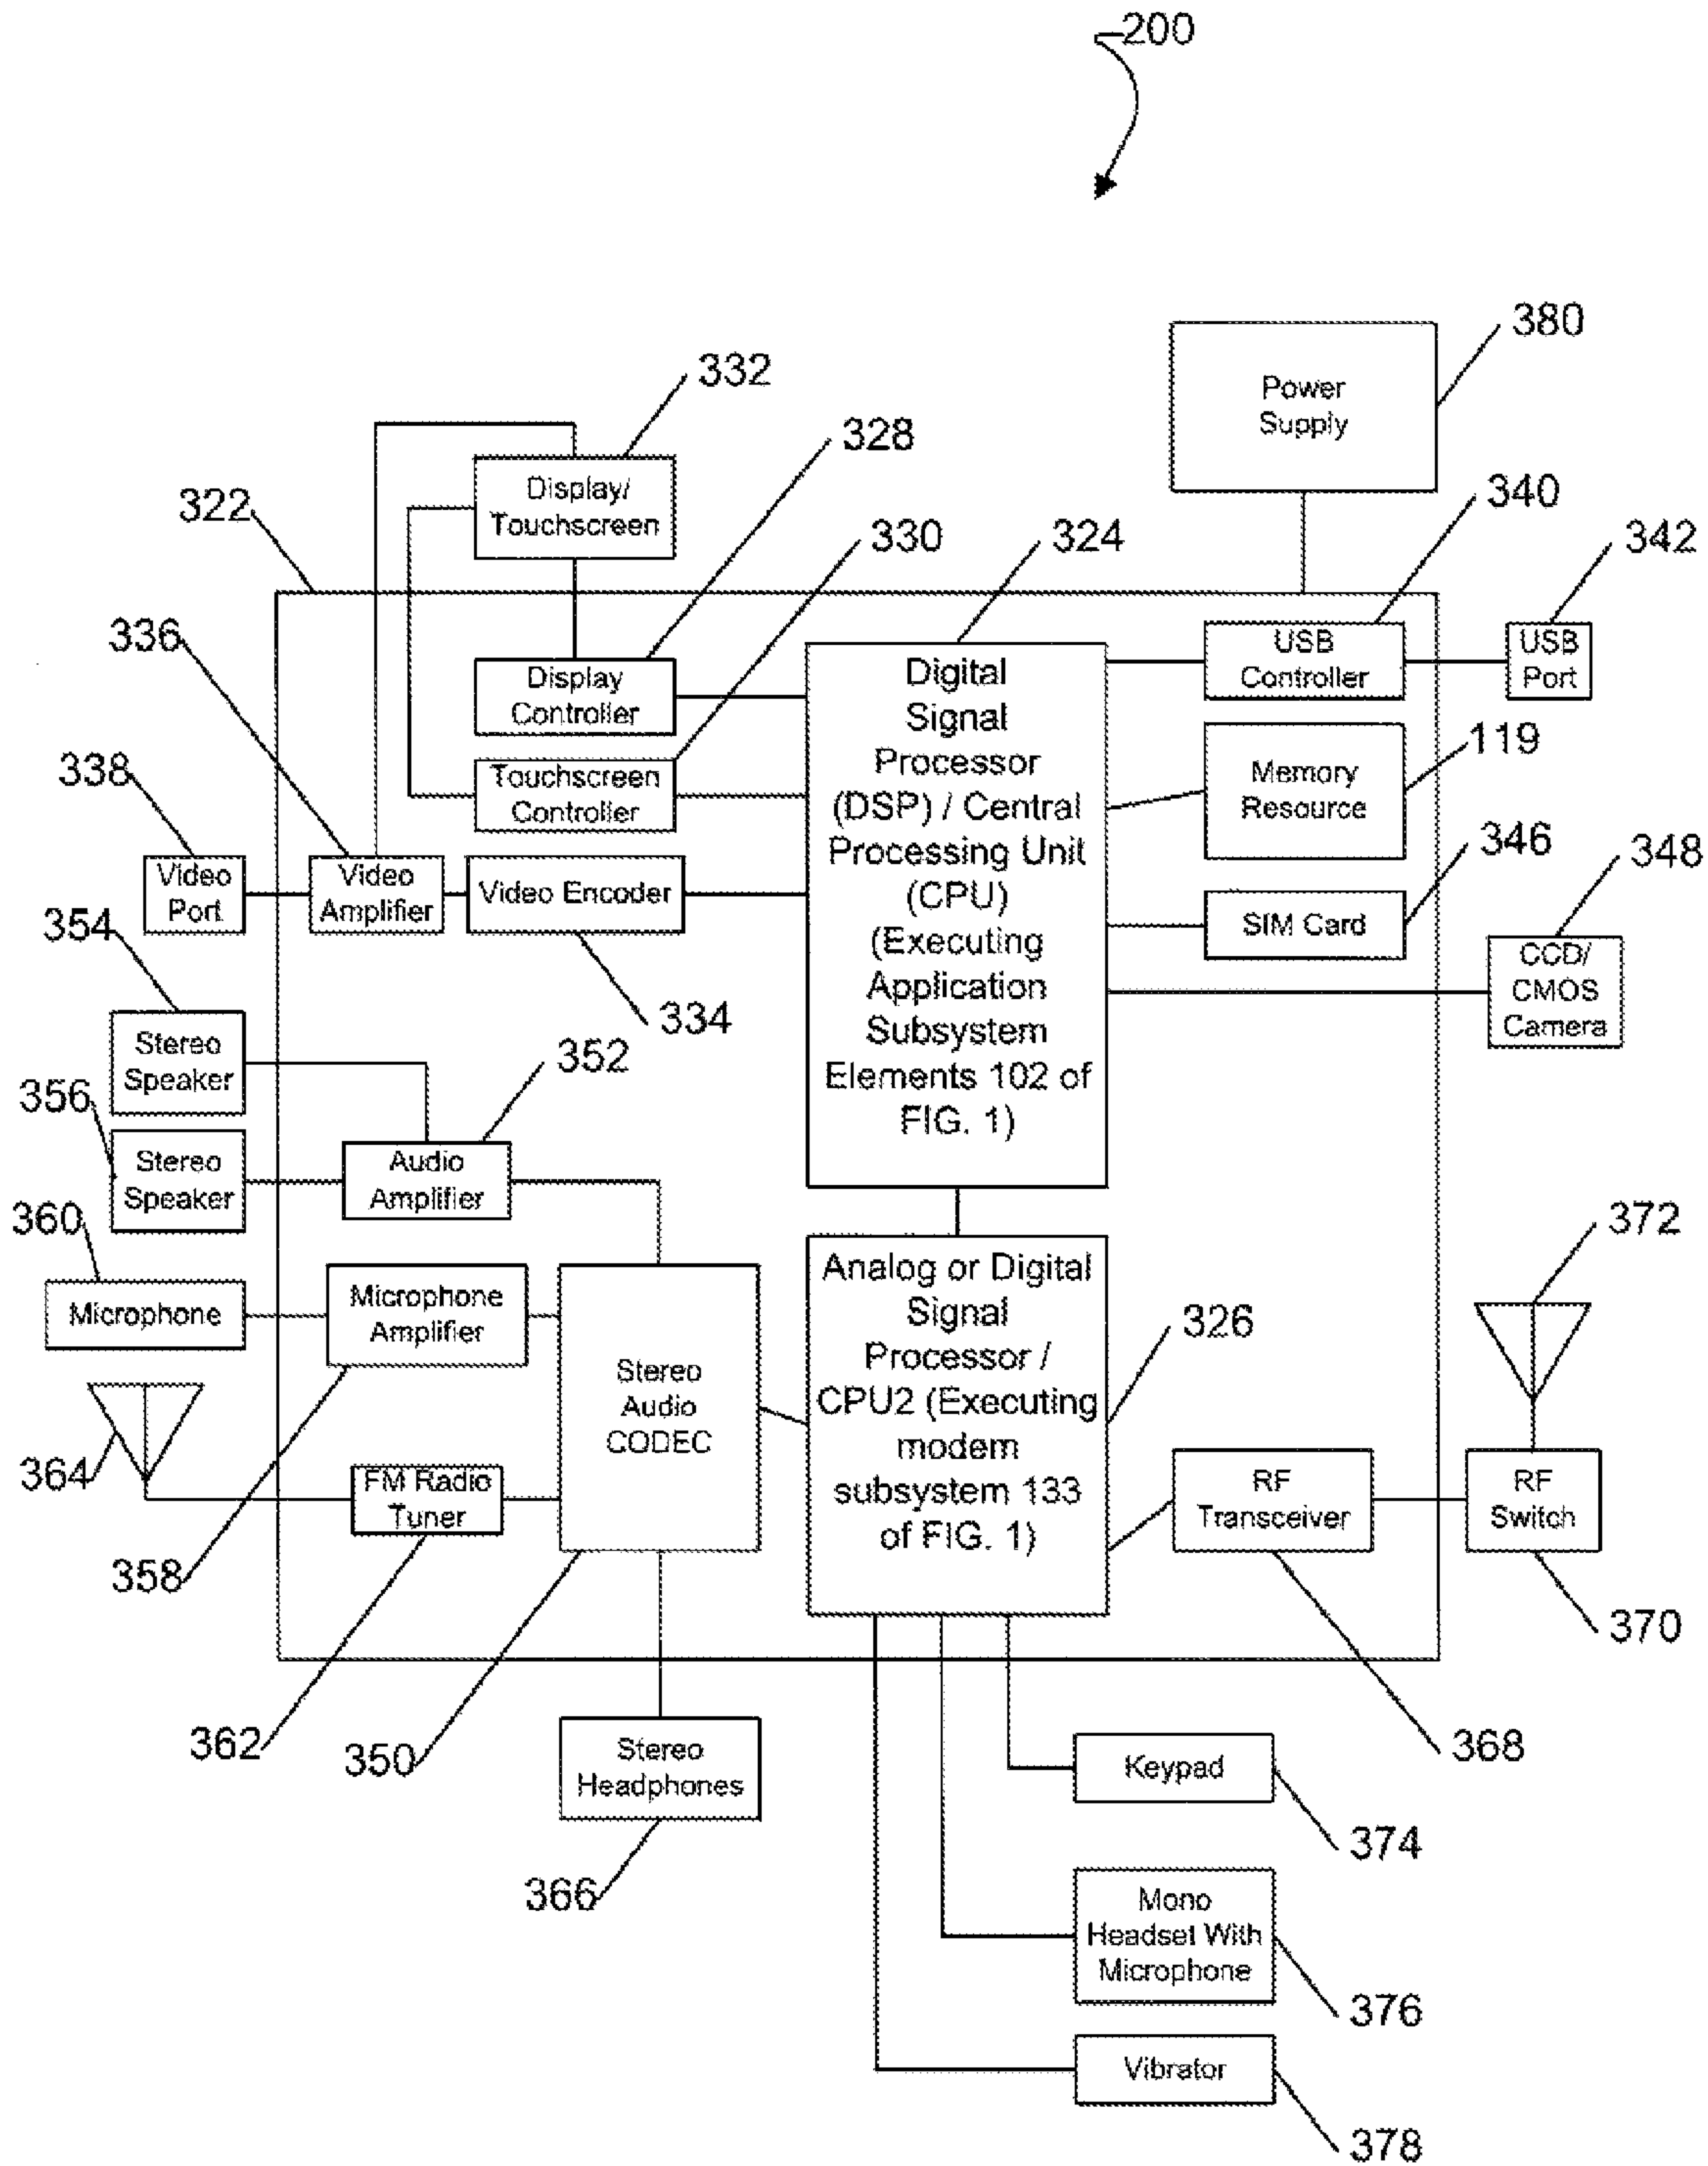 200
380
Power
Supply
332
328
Display/
Touchscreen
322
330
324
340
342
336
Display
Controller
Digital
Signal
Processor
(DSP) / Central
Processing Unit
(CPU)
(Executing
Application
Subsystem
Elements 102 of
FIG. 1)
USB
Controller
USB
Port
338
Touchscreen
Controller
Memory
Resource
119
Video
Port
Video
Amplifier
Video Encoder
346
348
SIM Card
354
334
CCD/
CMOS
Camera
Stereo
Speaker
352
356
Stereo
Speaker
Audio
Amplifier
360
Microphone
Microphone
Amplifier
Stereo
Audio
CODEC
Analog or Digital
Signal
Processor /
CPU2 (Executing
modem
subsystem 133
of FIG. 1)
326
372
364
FM Radio
Tuner
RF
Transceiver
RF
Switch
358
370
362
350
Stereo
Headphones
368
Keypad
366
374
Mono
Headset With
Microphone
376
Vibrator
378